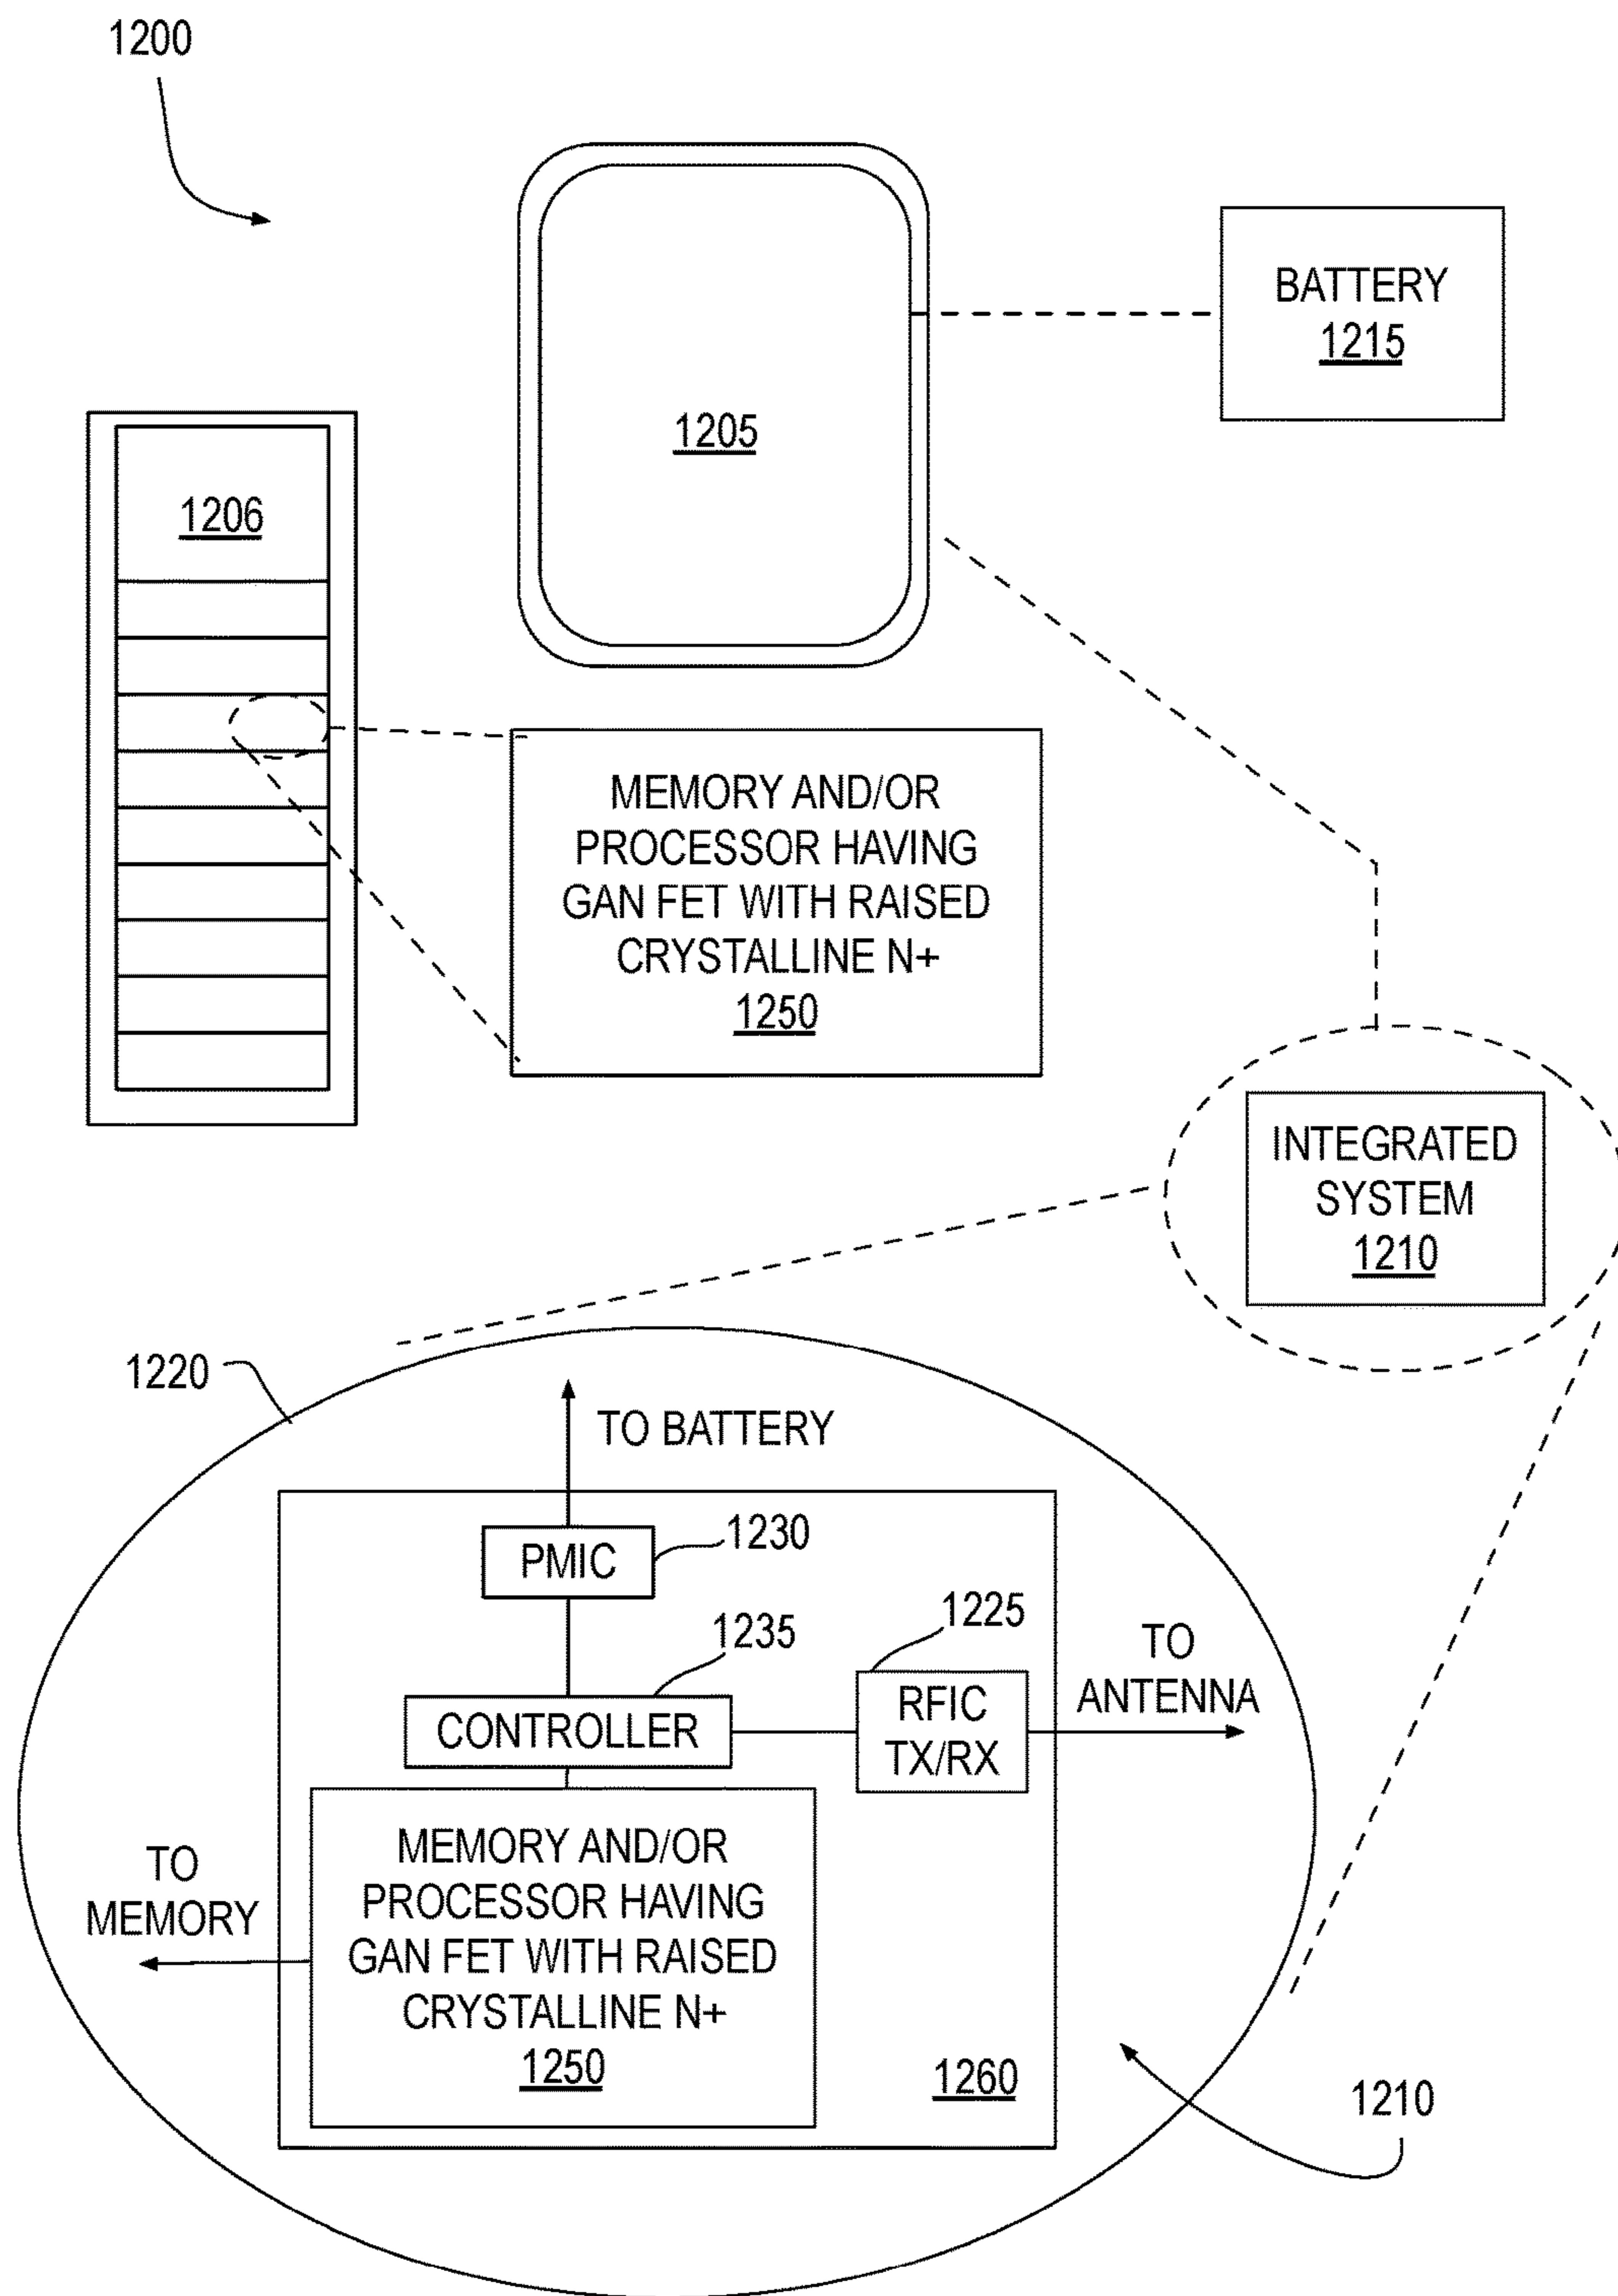 1200
BATTERY
1215
1205
1206
MEMORY AND/OR
PROCESSOR HAVING
GAN FET WITH RAISED
CRYSTALLINE N+
1250
INTEGRATED
SYSTEM
1210
1220
TO BATTERY
PMIC
1230
1235
1225
CONTROLLER
RFIC
TX/RX
TO
ANTENNA
TO
MEMORY
MEMORY AND/OR
PROCESSOR HAVING
GAN FET WITH RAISED
CRYSTALLINE N+
1250
1260
1210